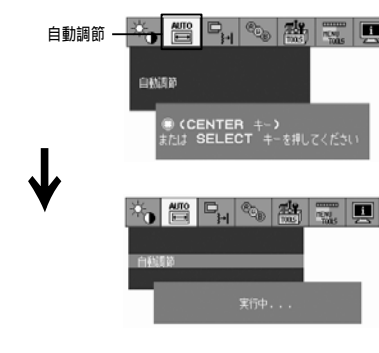 自動調節
AUTO
TOOLS
MENU TOOLS
自動調節
(CENTER キー)
または SELECT キーを押してください
AUTO
TOOLS
MENU TOOLS
自動調節
実行中...